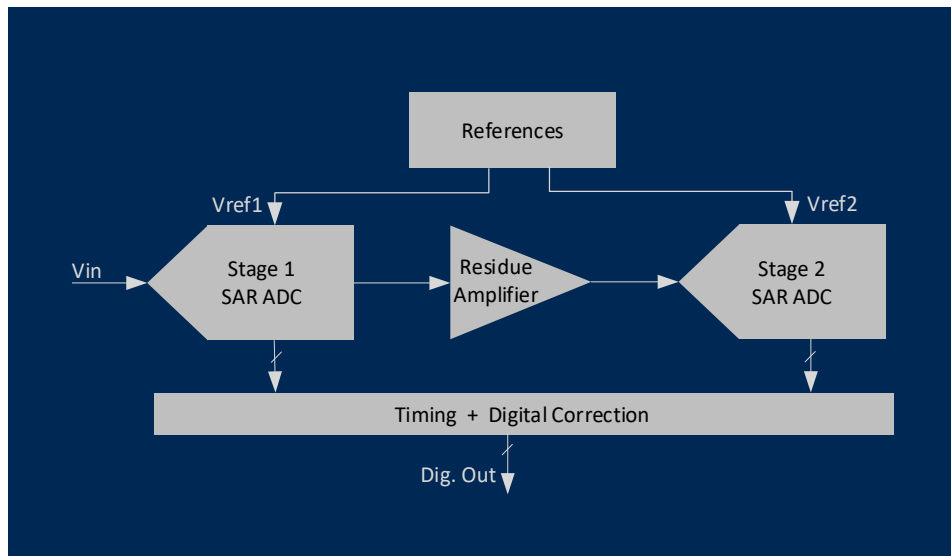 References
Vref1
Vref2
Vin
Stage 1
SAR ADC
Residue
Amplifier
Stage 2
SAR ADC
Timing + Digital Correction
Dig. Out